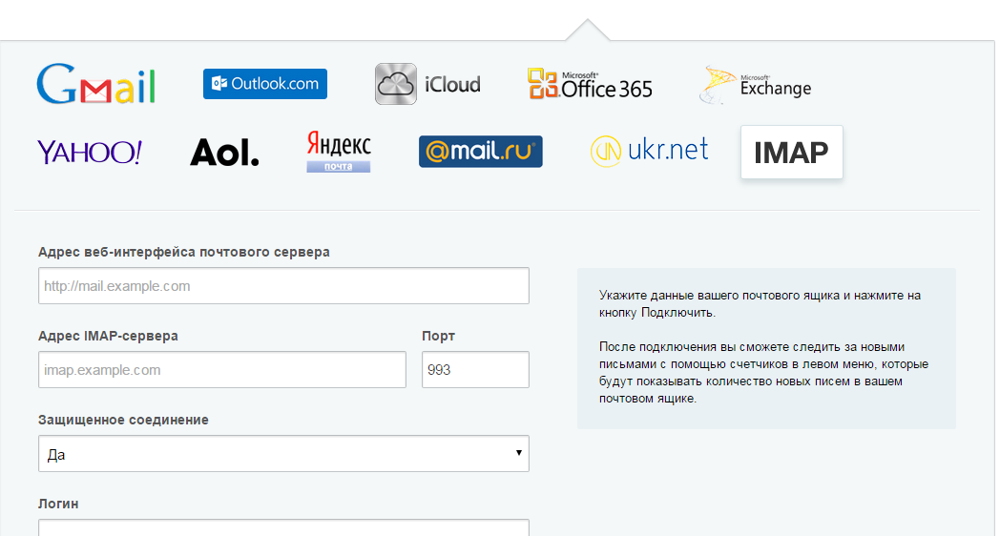 Gmail
Outlook.com
iCloud
Microsoft®
Office 365
Microsoft®
Exchange
YAHOO!
Aol.
Яндекс
почта
@mail.ru®
ukr.net
IMAP
Адрес веб-интерфейса почтового сервера
http://mail.example.com
Адрес IMAP-сервера
Порт
imap.example.com
993
Защищенное соединение
Да
Логин
Укажите данные вашего почтового ящика и нажмите на
кнопку Подключить.
После подключения вы сможете следить за новыми
письмами с помощью счетчиков в левом меню, которые
будут показывать количество новых писем в вашем
почтовом ящике.